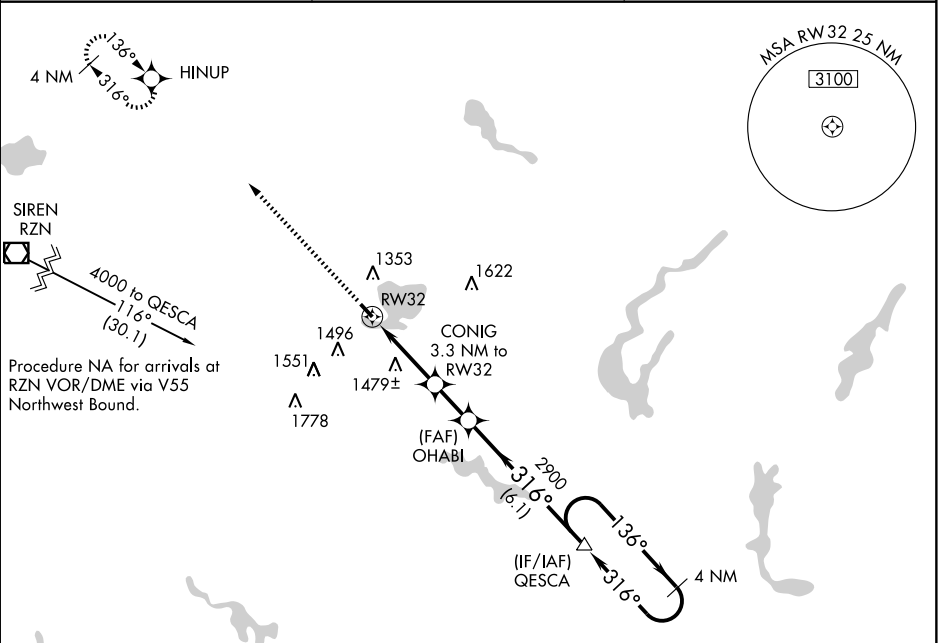 MSA RW32 25 NM
3100
136°
4 NM
316°
HINUP
SIREN
RZN
4000 to QESCA
116°
(30.1)
Procedure NA for arrivals at
RZN VOR/DME via V55
Northwest Bound.
1353
1622
RW32
CONIG
3.3 NM to
RW32
1496
1551
1479±
1778
(FAF)
OHABI
2900
316°
(6.1)
136°
(IF/IAF)
QESCA
316°
4 NM